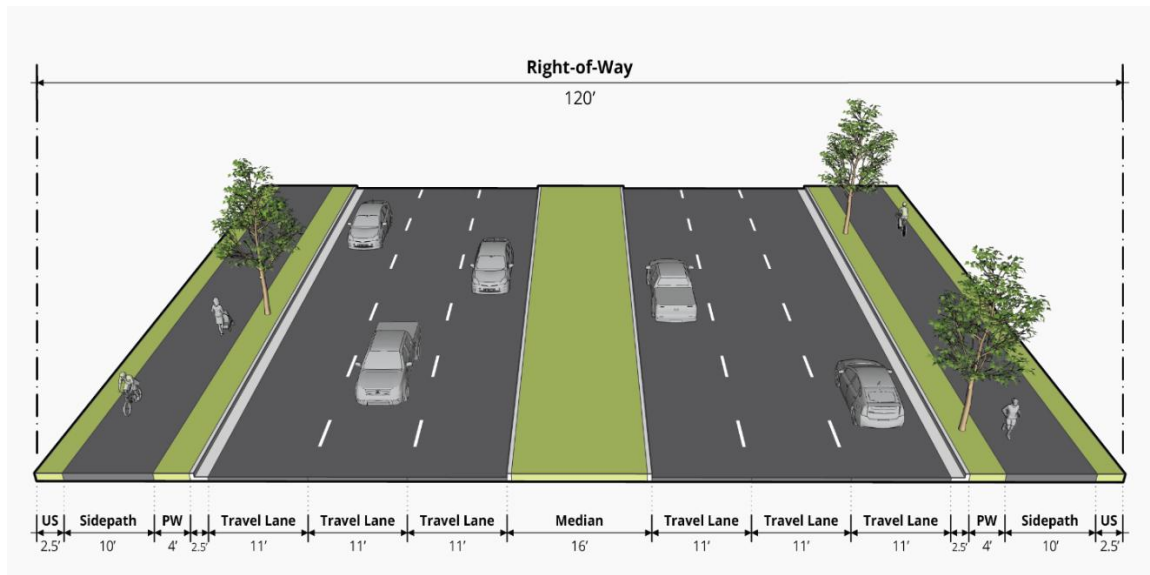 Right-of-Way
120’
US Sidepath PW Travel Lane Travel Lane Travel Lane Median Travel Lane Travel Lane Travel Lane PW Sidepath US
2.5’ 10’ 4’ 2.5’ 11’ 11’ 11’ 16’ 11’ 11’ 11’ 2.5’ 4’ 10’ 2.5’